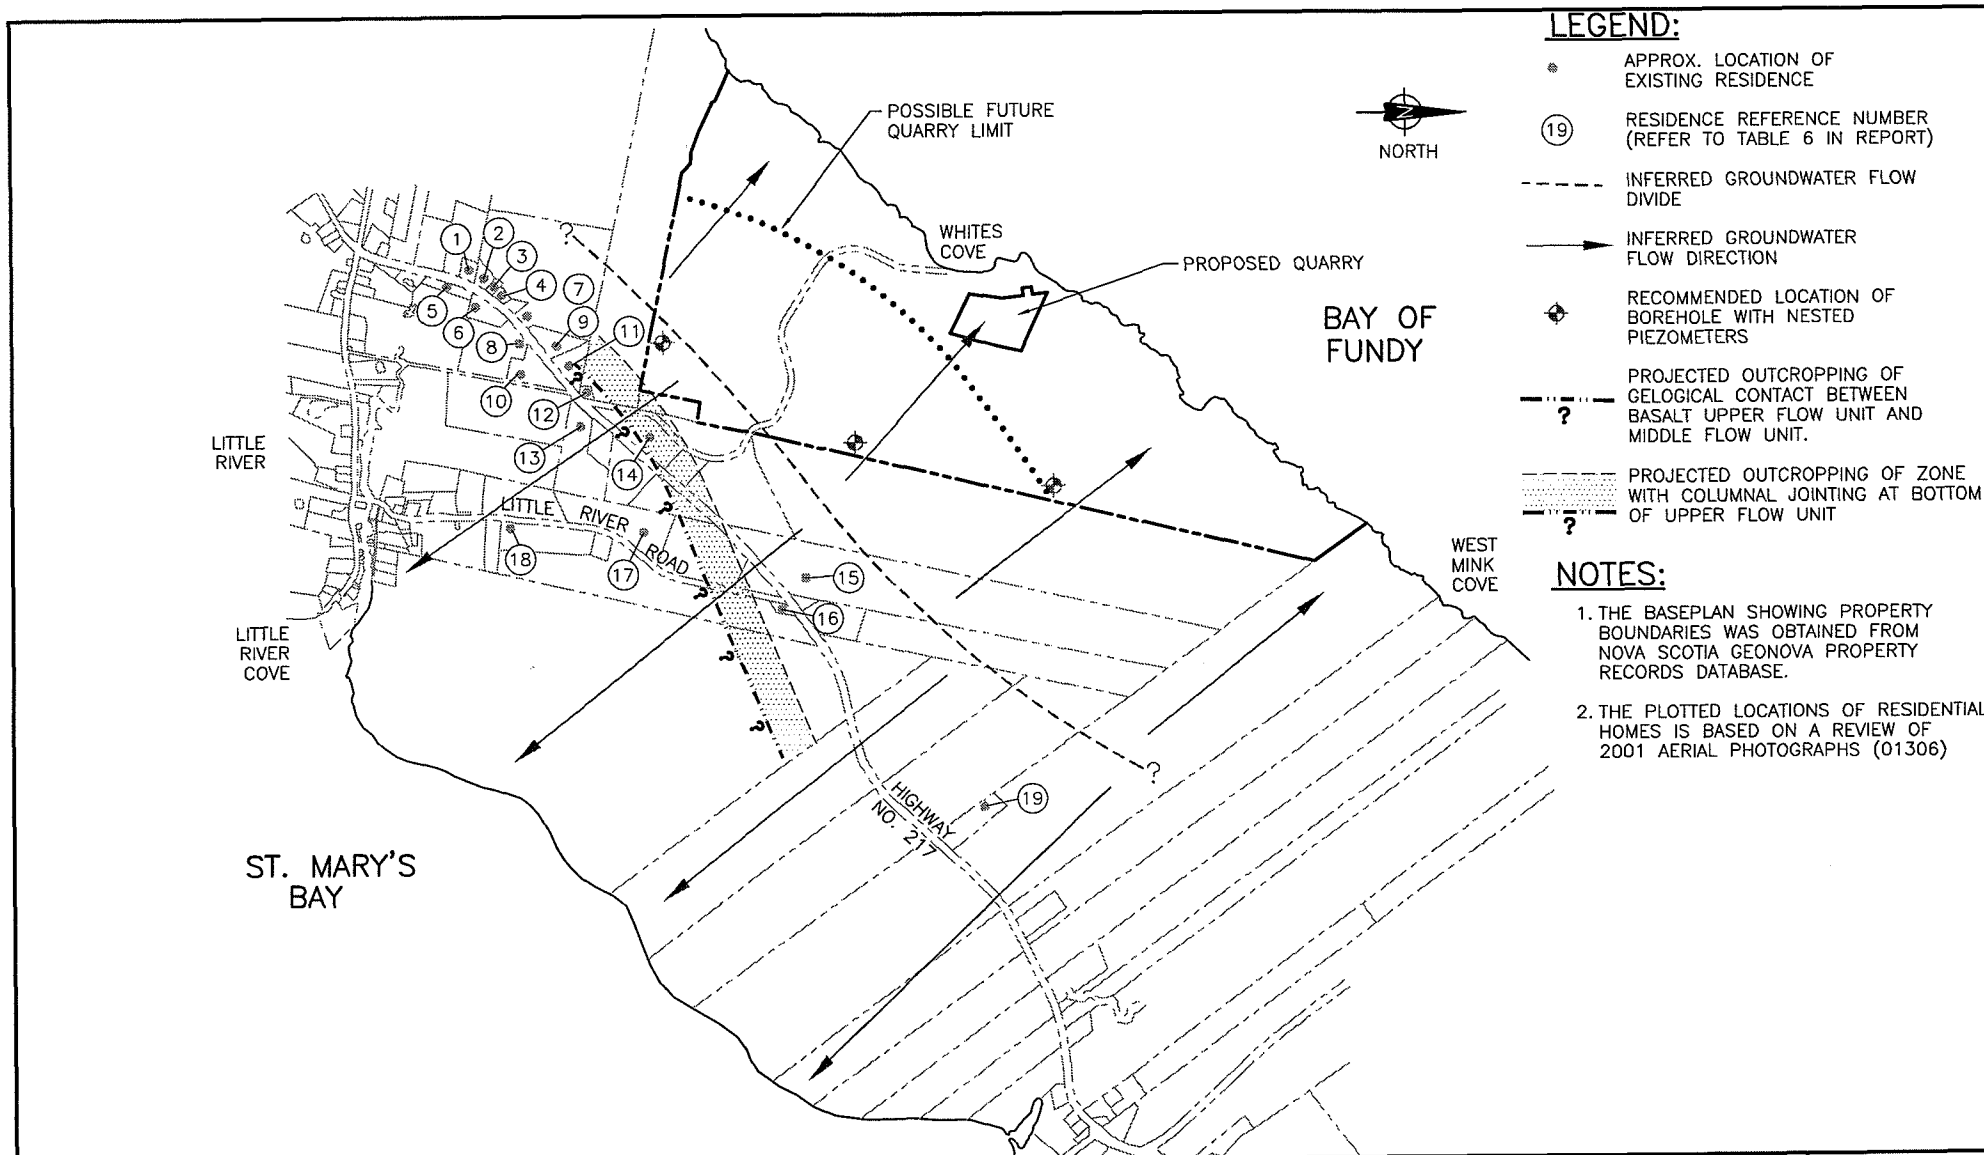 LEGEND:
APPROX. LOCATION OF
EXISTING RESIDENCE
19
RESIDENCE REFERENCE NUMBER
(REFER TO TABLE 6 IN REPORT)
INFERRED GROUNDWATER FLOW
DIVIDE
INFERRED GROUNDWATER
FLOW DIRECTION
RECOMMENDED LOCATION OF
BOREHOLE WITH NESTED
PIEZOMETERS
PROJECTED OUTCROPPING OF
GELOGICAL CONTACT BETWEEN
BASALT UPPER FLOW UNIT AND
MIDDLE FLOW UNIT.
?
PROJECTED OUTCROPPING OF ZONE
WITH COLUMNAL JOINTING AT BOTTOM
OF UPPER FLOW UNIT
?
NOTES:
1. THE BASEPLAN SHOWING PROPERTY
BOUNDARIES WAS OBTAINED FROM
NOVA SCOTIA GEONOVA PROPERTY
RECORDS DATABASE.
2. THE PLOTTED LOCATIONS OF RESIDENTIAL
HOMES IS BASED ON A REVIEW OF
2001 AERIAL PHOTOGRAPHS (01306)
POSSIBLE FUTURE
QUARRY LIMIT
N
NORTH
WHITES
COVE
PROPOSED QUARRY
BAY OF
FUNDY
WEST
MINK
COVE
?
1
2
3
4
5
6
7
8
9
10
11
12
13
14
15
16
17
18
19
?
?
?
?
?
?
?
LITTLE
RIVER
LITTLE RIVER ROAD
LITTLE
RIVER
COVE
HIGHWAY
NO. 217
ST. MARY'S
BAY